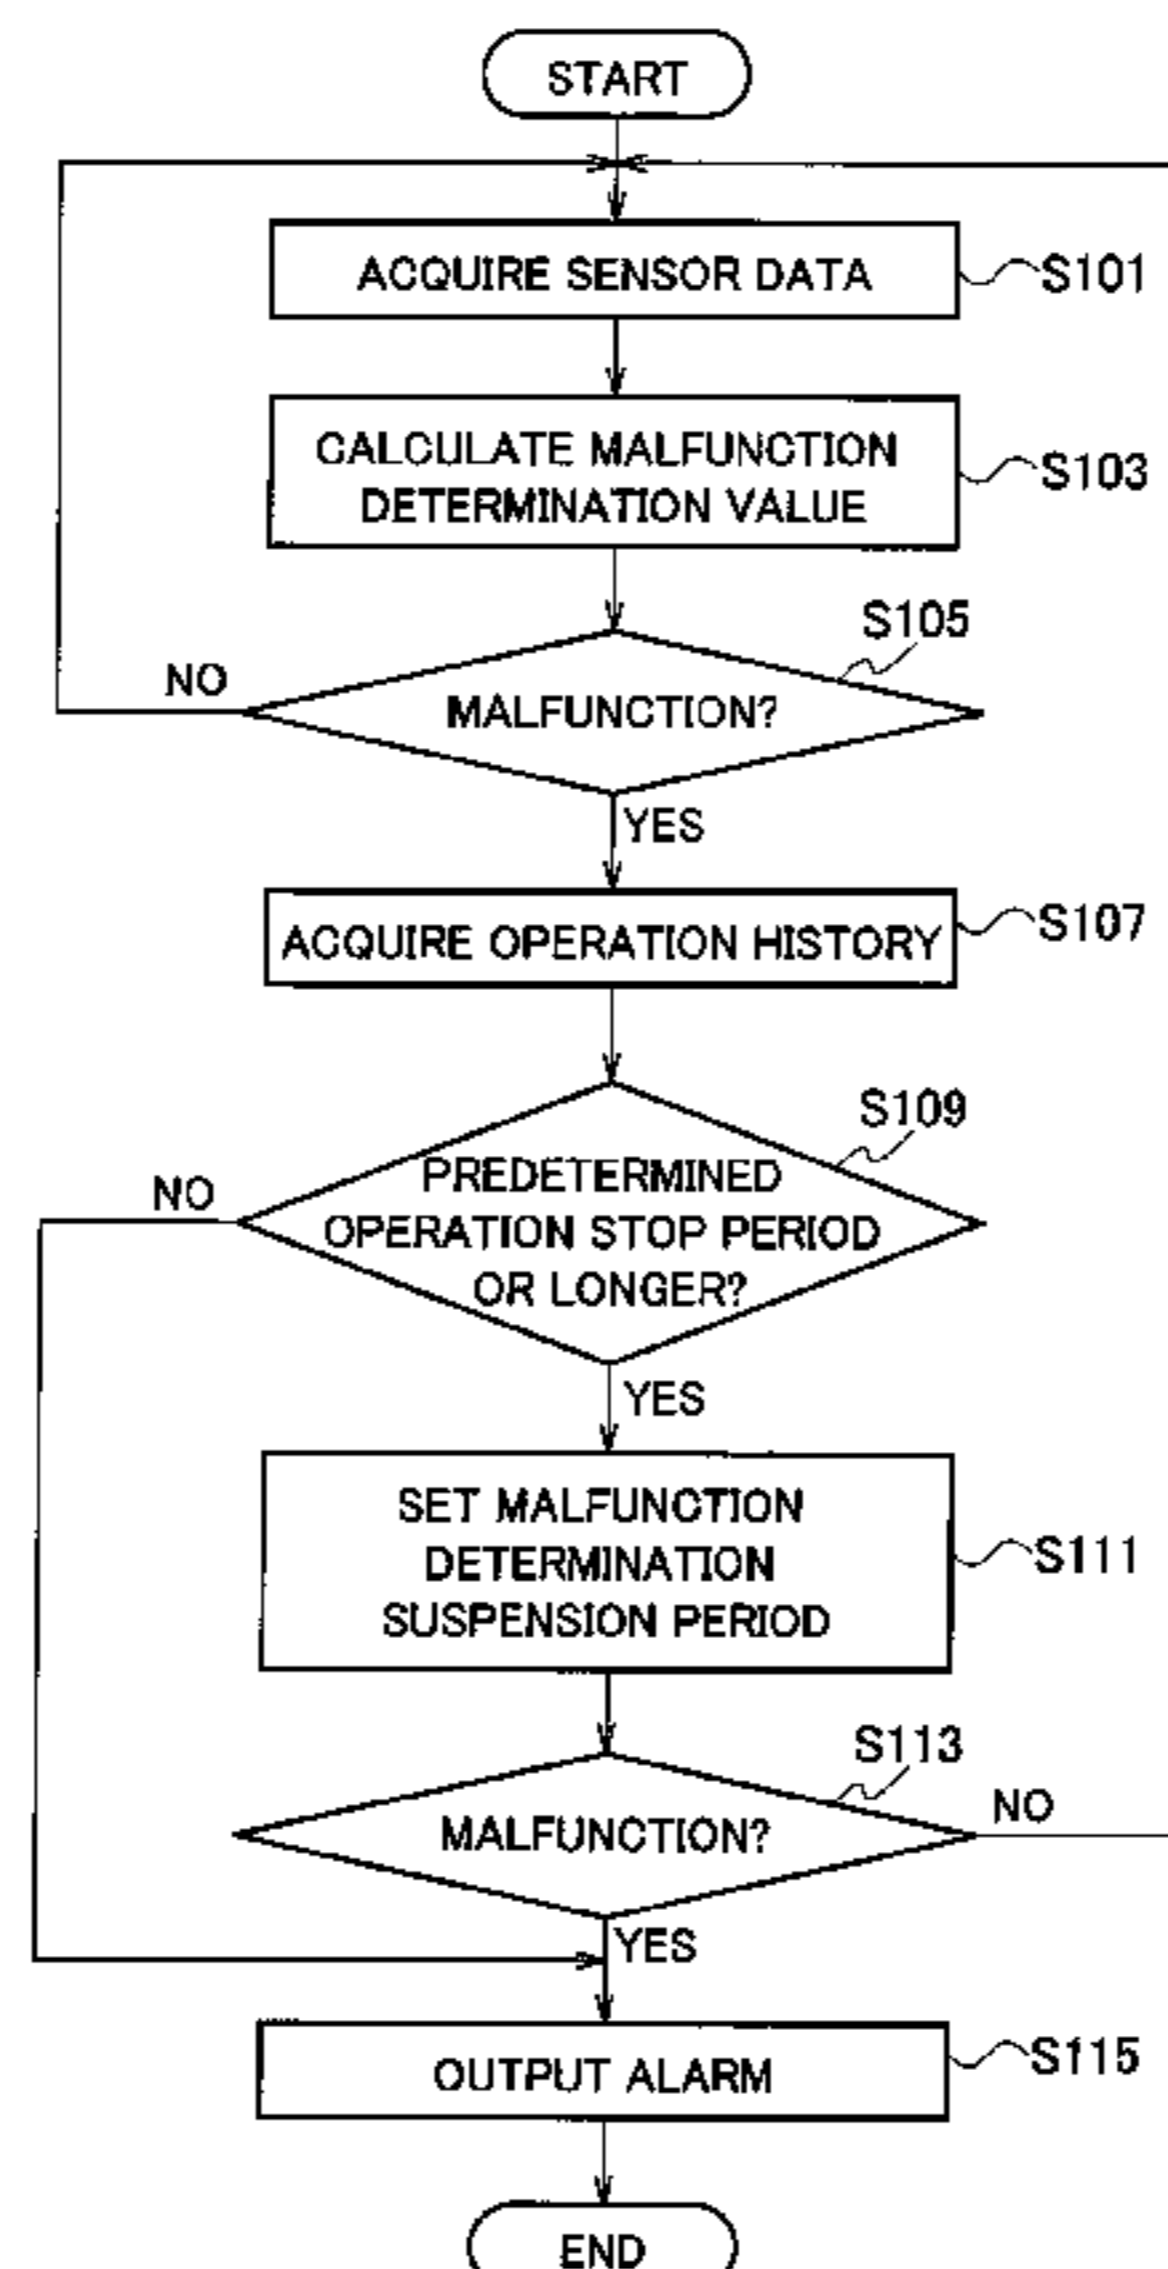 START
ACQUIRE SENSOR DATA
S101
CALCULATE MALFUNCTION
DETERMINATION VALUE
S103
S105
NO
MALFUNCTION?
YES
ACQUIRE OPERATION HISTORY
S107
S109
NO
PREDETERMINED
OPERATION STOP PERIOD
OR LONGER?
YES
SET MALFUNCTION
DETERMINATION
SUSPENSION PERIOD
S111
S113
MALFUNCTION?
NO
YES
OUTPUT ALARM
S115
END